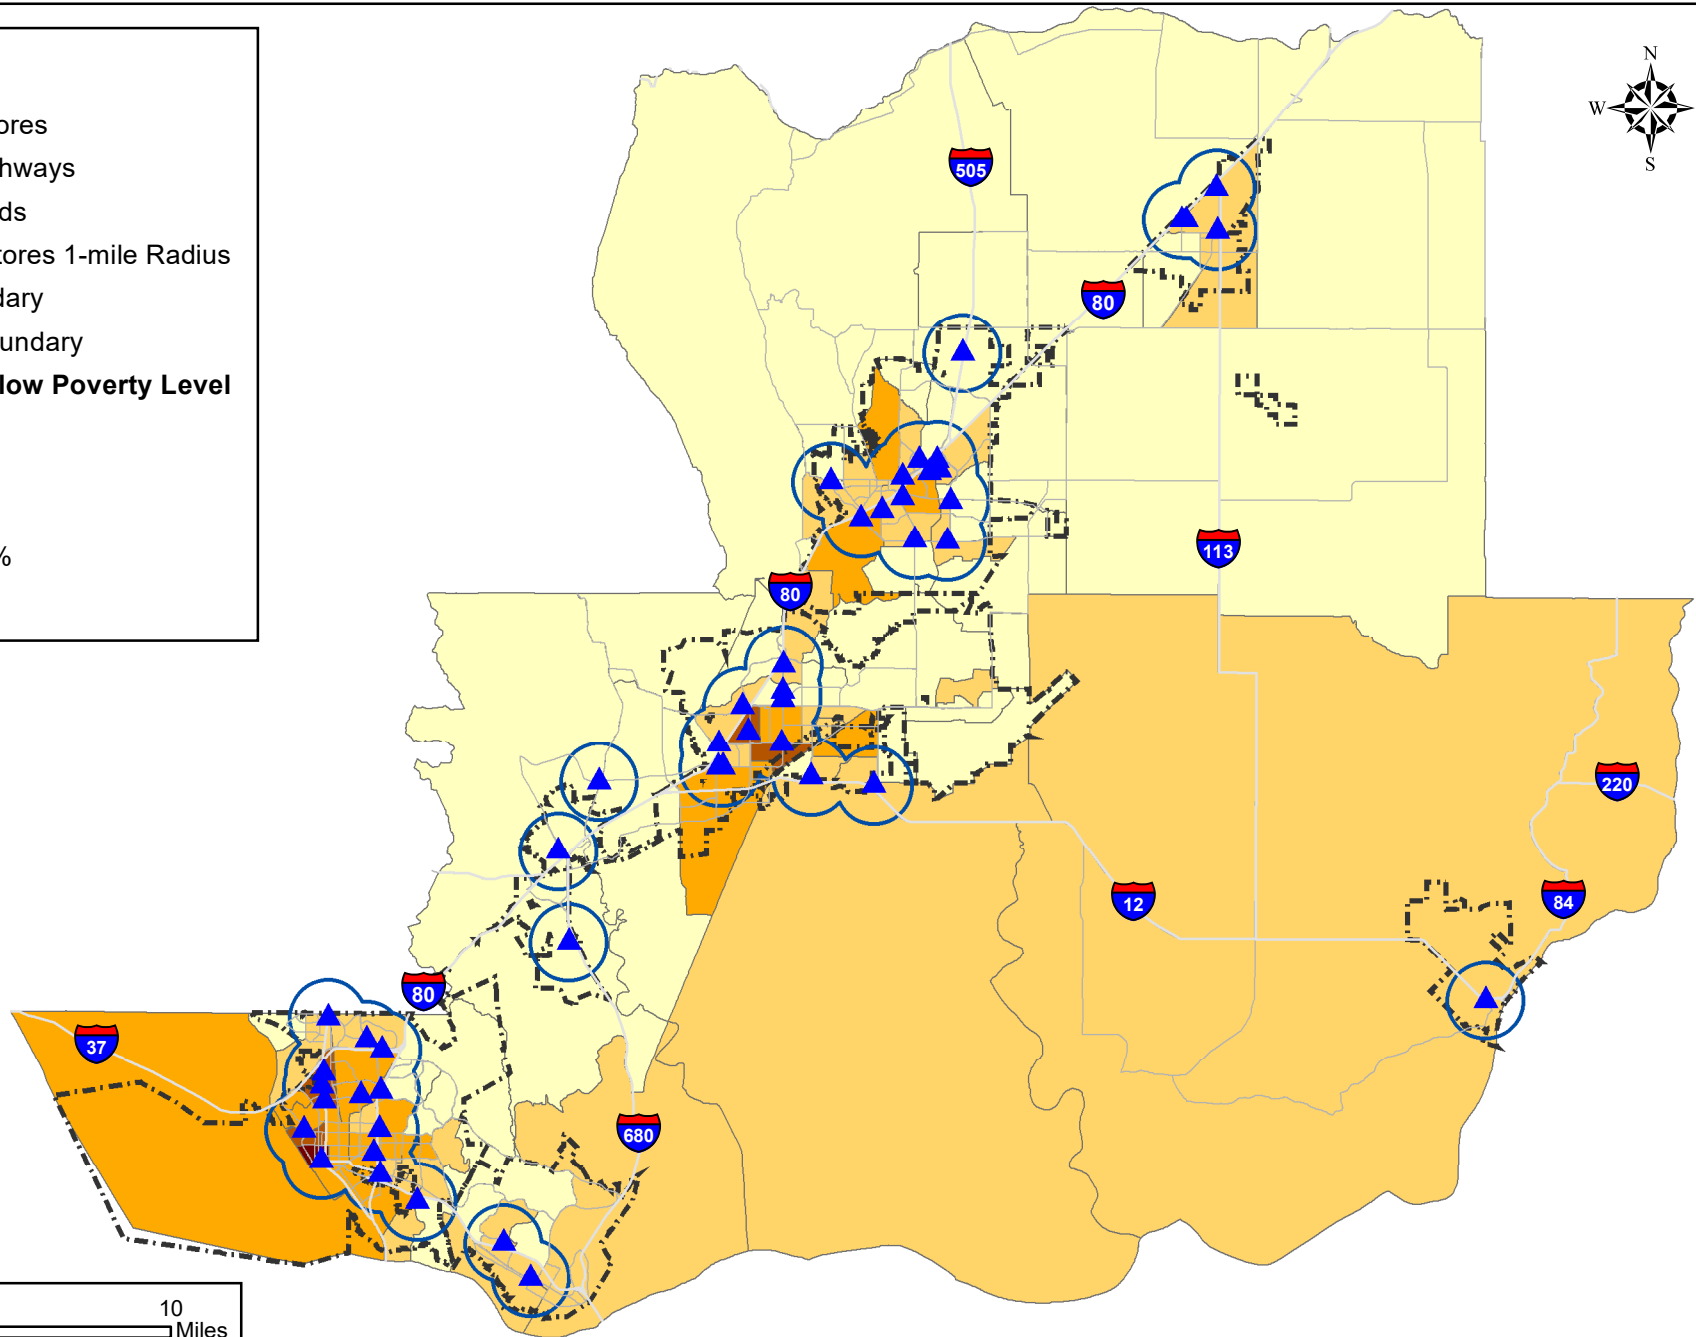 ores
hways
ds
tores 1-mile Radius
dary
undary
low Poverty Level
%
N
W
S
505
80
113
80
220
84
12
80
37
680
10
Miles